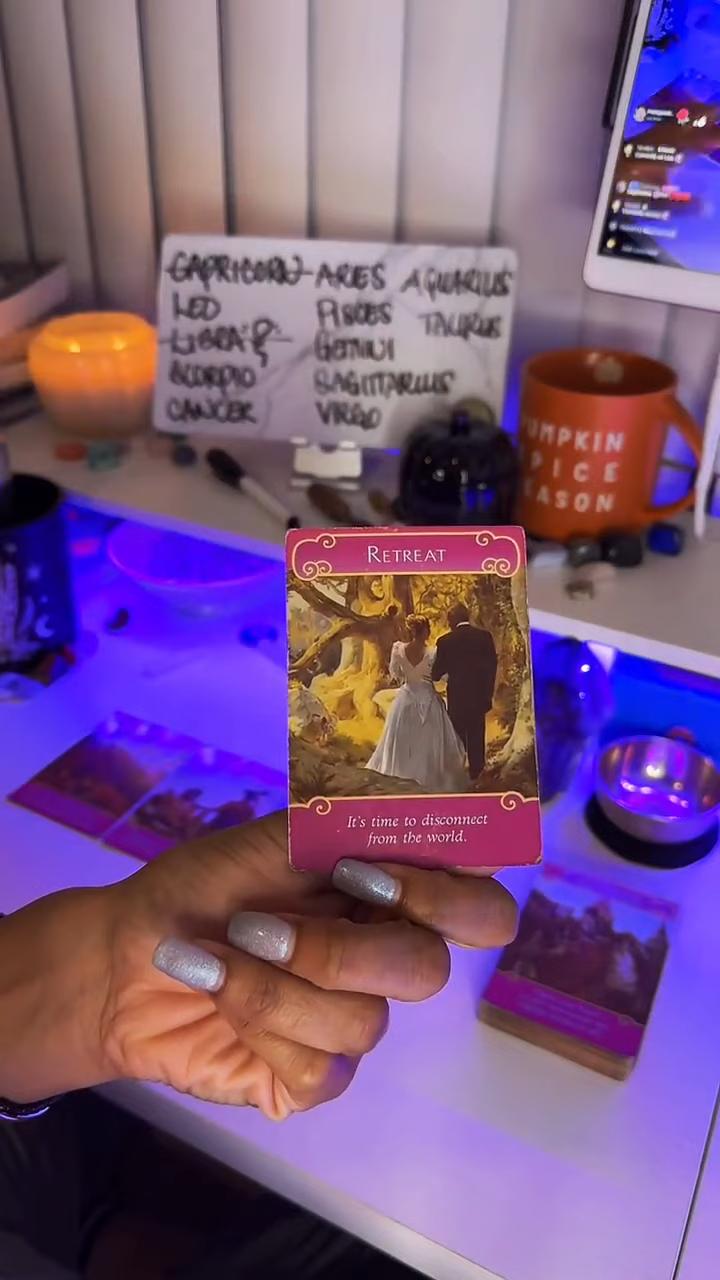 CAPRICORN ARIES AQUARIUS
LEO PISCES TAURUS
LIBRA GEMINI
SCORPIO SAGITTARIUS
CANCER VIRGO
PUMPKIN
SPICE
SEASON
RETREAT
It's time to disconnect
from the world.